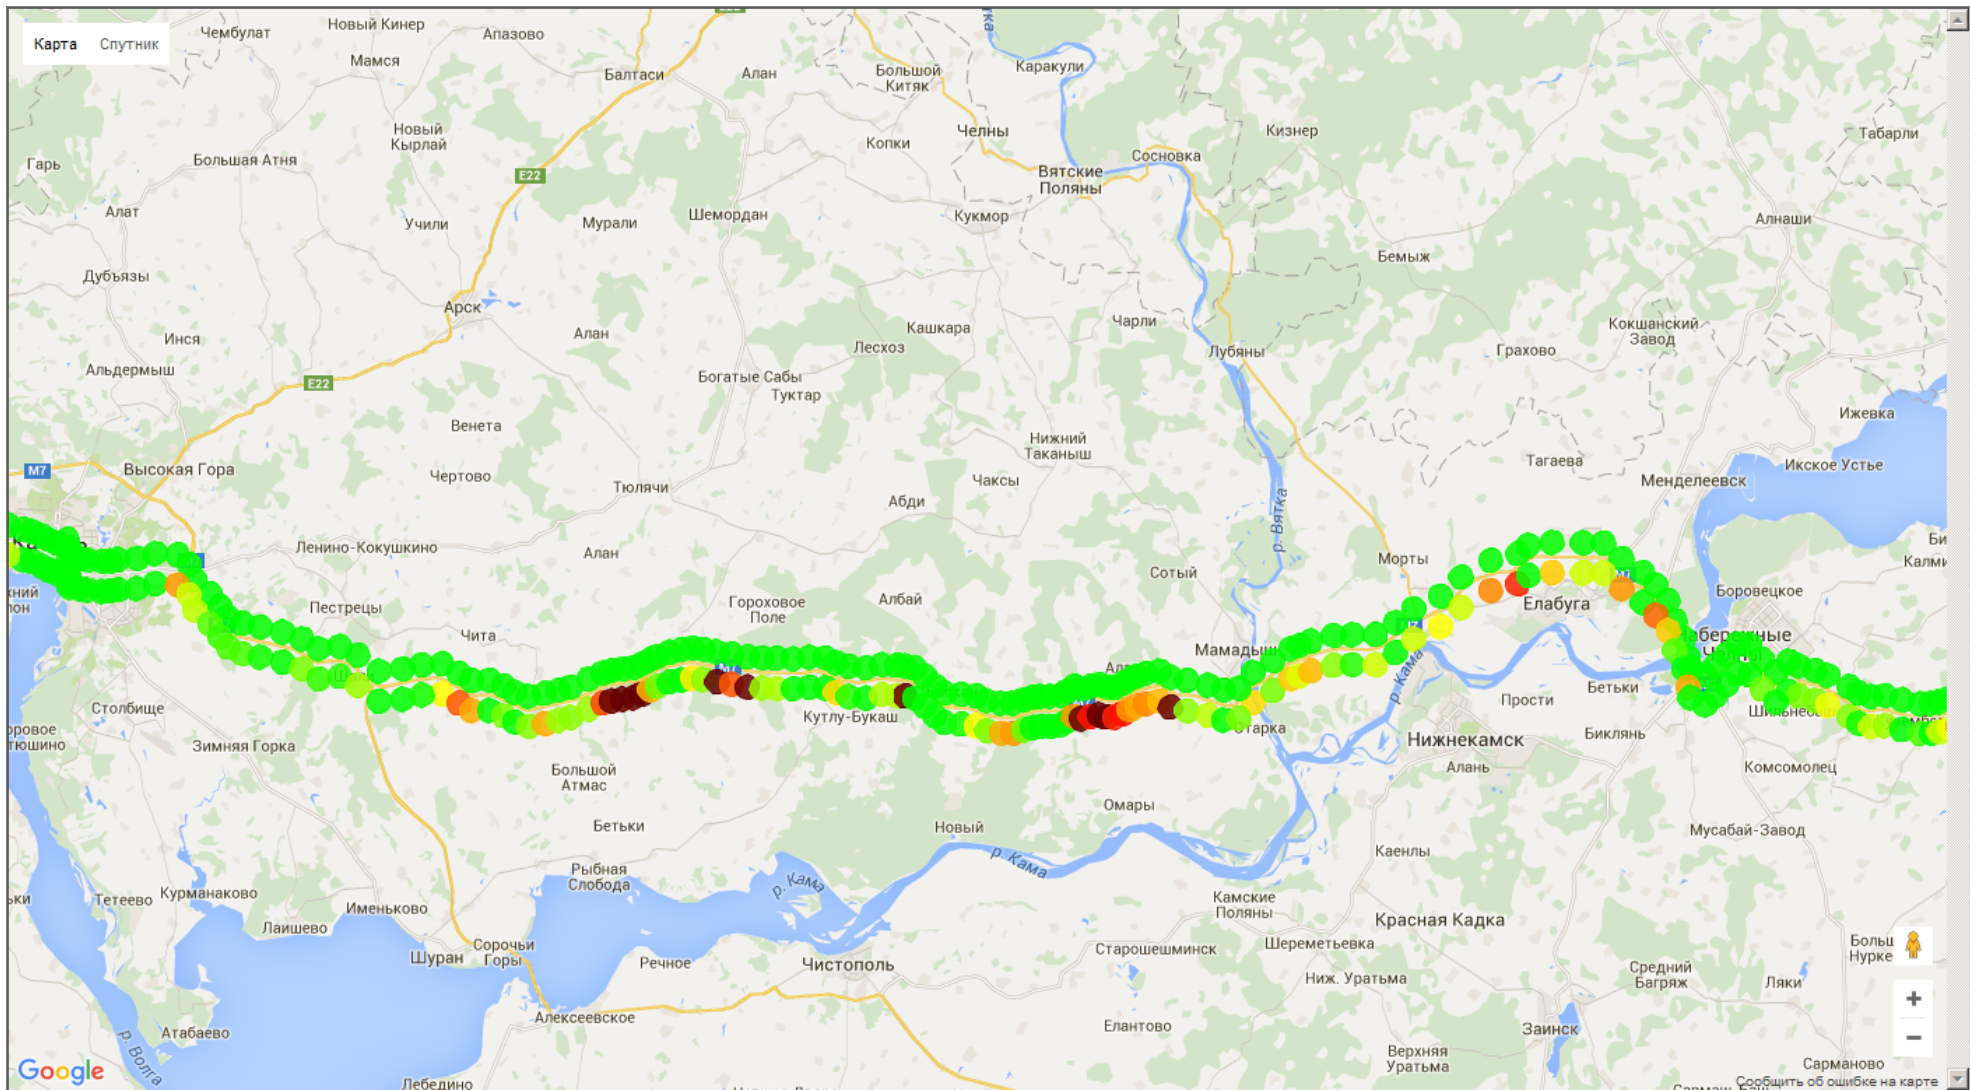 Карта Спутник
Чембулат
Новый Кинер
Апазово
Мамся
Балтаси
Алан
Большой
Китяк
Каракули
Новый
Кырлай
Копки
Челны
Кизнер
Табарли
Гарь
Большая Атня
E22
Вятские
Поляны
Сосновка
Алат
Учили
Мурали
Шемордан
Кукмор
Алнаши
Дубъязы
Бемыж
Арск
Инся
Алан
Кашкара
Чарли
Кокшанский
Завод
Лесхоз
Лубяны
Грахово
Альдермыш
E22
Богатые Сабы
Туктар
Ижевка
Венета
Нижний
Таканыш
M7
Высокая Гора
Чертово
Тюлячи
Чаксы
Тагаева
Икское Устье
Менделеевск
Абди
р. Вятка
Ленино-Кокушкино
Алан
Морты
Сотый
Боровецкое
Пестрецы
Гороховое
Поле
Албай
Елабуга
Чита
Мамадыш
р. Кама
Столбище
Кутлу-Букаш
Прости
Бетьки
Зимняя Горка
Нижнекамск
Биклянь
Большой
Атмас
Алань
Комсомолец
Омары
Бетьки
Новый
Мусабай-Завод
р. Кама
Каенлы
Рыбная
Слобода
р. Кама
Тетеево
Курманаково
Именьково
Камские
Поляны
Красная Кадка
Лаишево
Шуран
Сорочьи
Горы
Речное
Чистополь
Старошешминск
Шереметьевка
Ниж. Уратьма
Средний
Багряж
Ляки
Алексеевское
Елантово
Заинск
Атабаево
р. Волга
Верхняя
Уратьма
Сарманово
Google
Лебедино
Сообщить об ошибке на карте